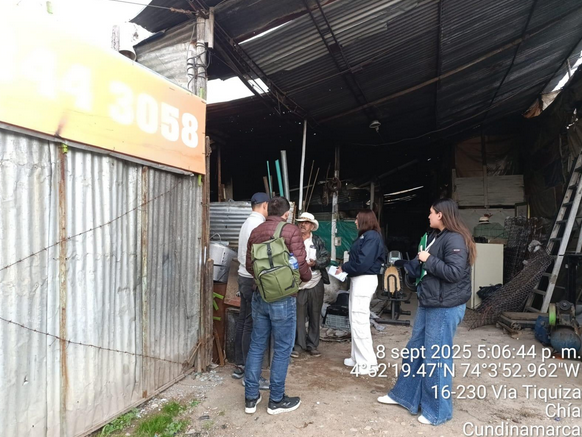 3058
8 sept 2025 5:06:44 p. m.
4°52'19.47"N 74°3'52.962"W
16-230 Via Tiquiza
Chía
Cundinamarca